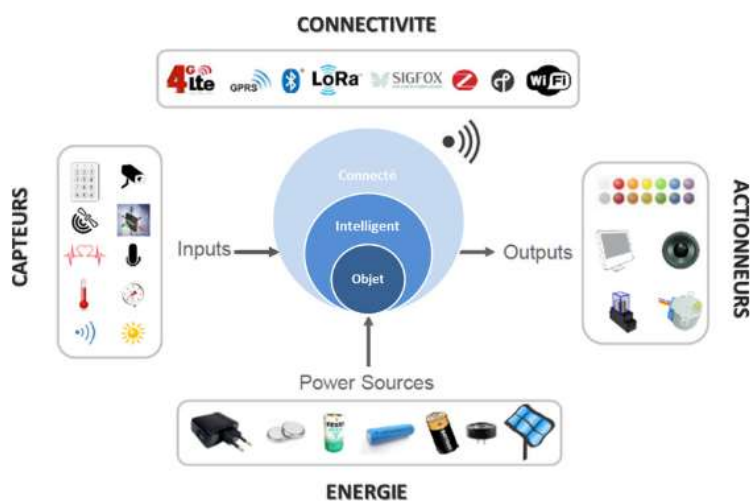 CONNECTIVITE
4G Lte GPRS LoRa SIGFOX WiFi
Connecté
CAPTEURS
Inputs
Intelligent
Outputs
ACTIONNEURS
Objet
Power Sources
ENERGIE